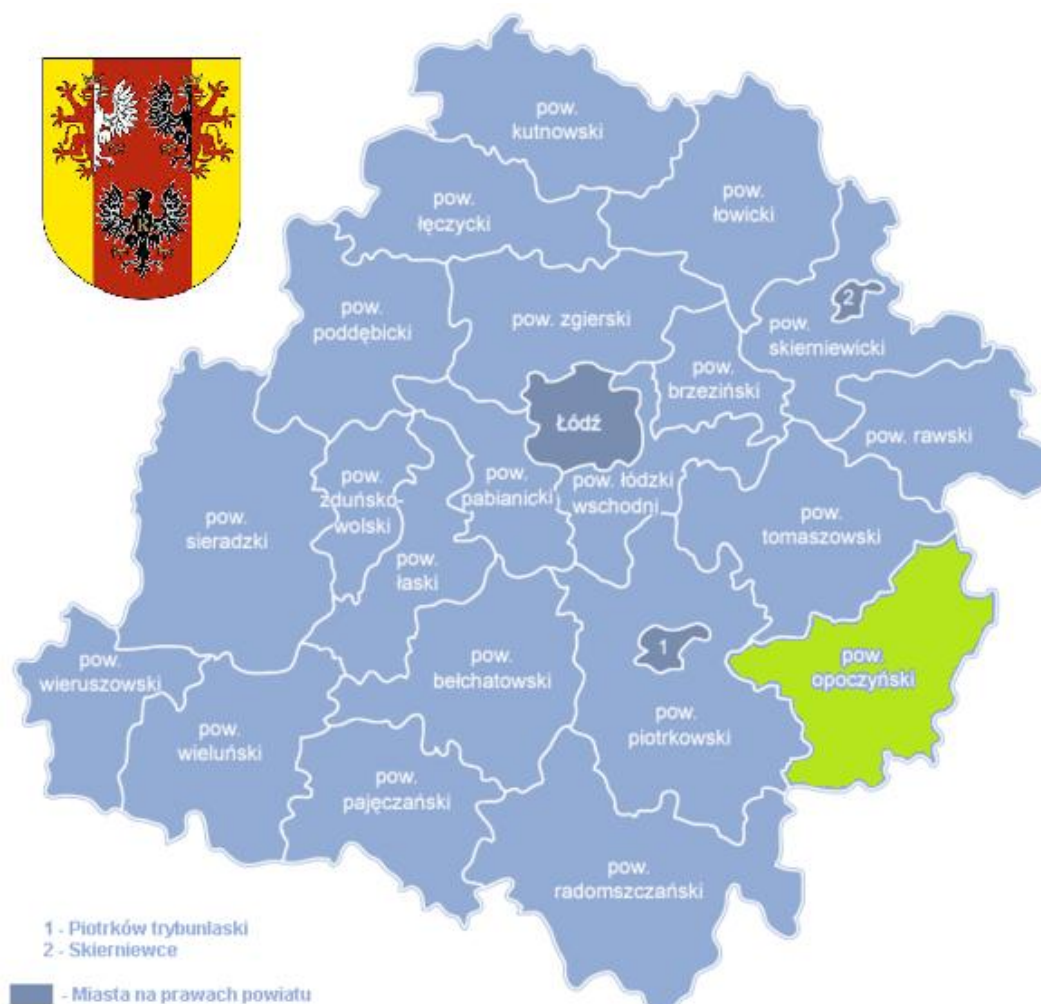 pow.
kutnowski
pow.
łęczycki
pow.
łowicki
2
pow.
poddębicki
pow. zgierski
pow.
skierniewicki
pow.
brzeziński
Łódź
pow. rawski
pow.
zduńsko-
wolski
pow.
pabianicki
pow. łódzki
wschodni
pow.
sieradzki
pow.
tomaszowski
pow.
łaski
1
pow.
opoczyński
pow.
wieruszowski
pow.
bełchatowski
pow.
piotrkowski
pow.
wieluński
pow.
pajęczański
pow.
radomszczański
1 - Piotrków trybunlaski
2 - Skierniewce
- Miasta na prawach powiatu